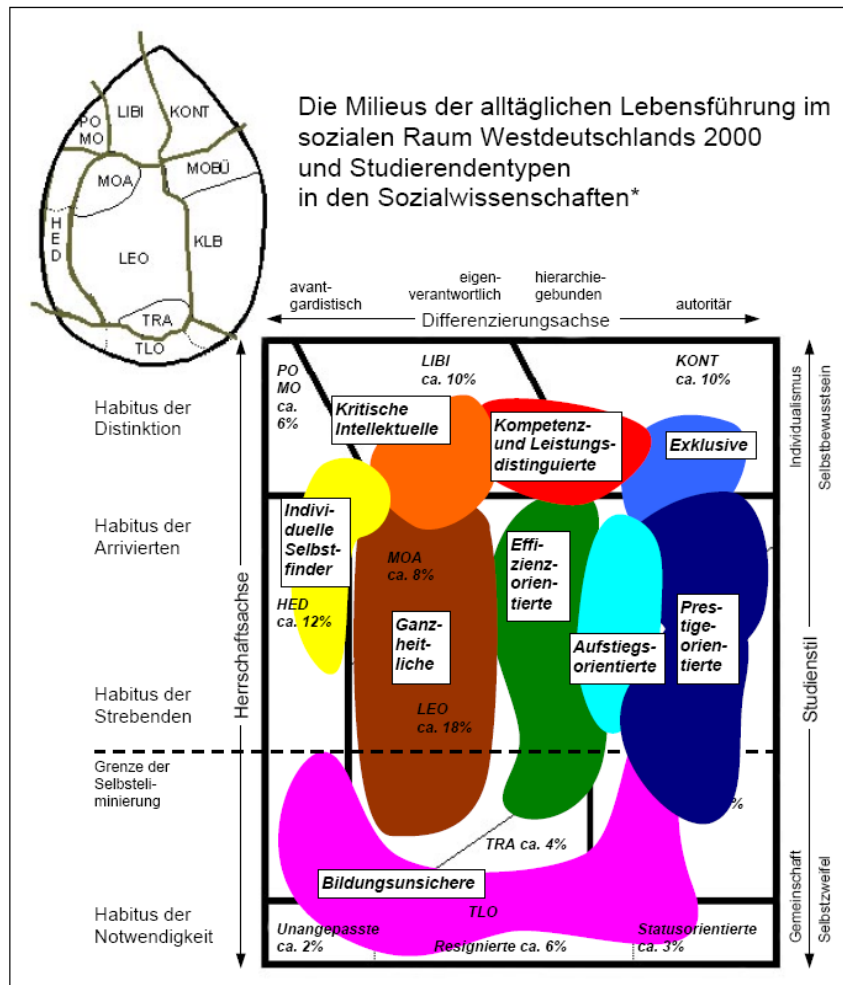 LIBI
KONT
PO
MO
MOA
MOBÜ
H
E
D
LEO
KLB
TRA
TLO
Die Milieus der alltäglichen Lebensführung im
sozialen Raum Westdeutschlands 2000
und Studierendentypen
in den Sozialwissenschaften*
avant-
gardistisch
eigen-
verantwortlich
hierarchie-
gebunden
autoritär
Differenzierungsachse
Herrschaftsachse
Habitus der
Distinktion
Habitus der
Arrivierten
Habitus der
Strebenden
Grenze der
Selbsteli-
minierung
Habitus der
Notwendigkeit
PO
MO
ca.
6%
LIBI
ca. 10%
KONT
ca. 10%
Kritische
Intellektuelle
Kompetenz-
und Leistungs-
distinguierte
Exklusive
Indivi-
duelle
Selbst-
finder
MOA
ca. 8%
Effi-
zienz-
orien-
tierte
HED
ca. 12%
Ganz-
heit-
liche
Aufstiegs-
orientierte
Pres-
tige-
orien-
tierte
LEO
ca. 18%
%
TRA ca. 4%
Bildungsunsichere
TLO
Unangepasste
ca. 2%
Resignierte ca. 6%
Statusorientierte
ca. 3%
Individualismus
Selbstbewusstsein
Studienstil
Gemeinschaft
Selbstzweifel